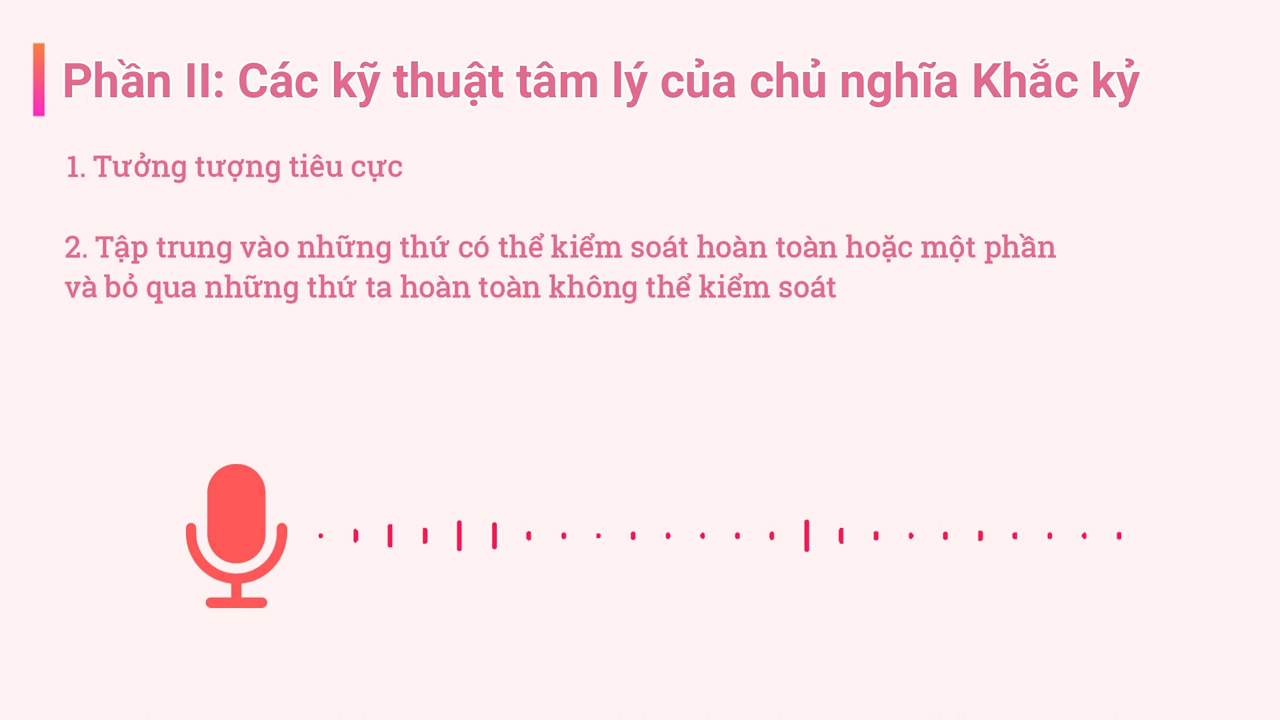 Phần II: Các kỹ thuật tâm lý của chủ nghĩa Khắc kỷ
1. Tưởng tượng tiêu cực
2. Tập trung vào những thứ có thể kiểm soát hoàn toàn hoặc một phần
và bỏ qua những thứ ta hoàn toàn không thể kiểm soát